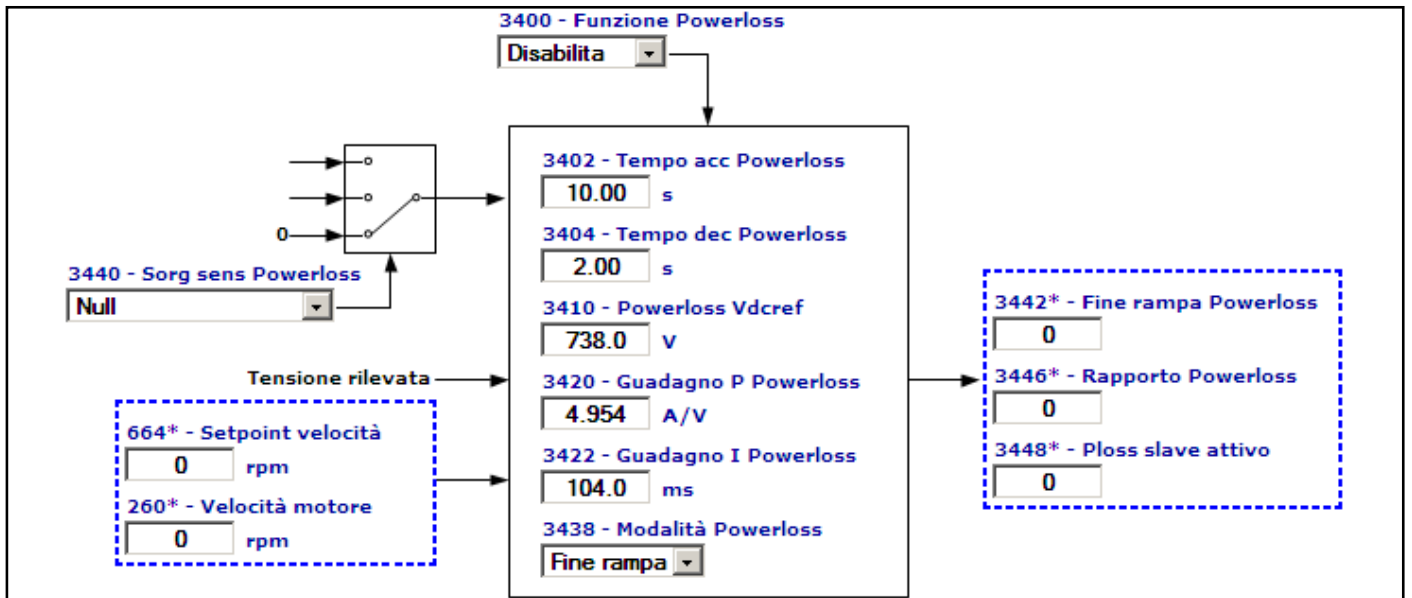 3400 - Funzione Powerloss
Disabilita
3402 - Tempo acc Powerloss
10.00 s
3404 - Tempo dec Powerloss
2.00 s
0
3440 - Sorg sens Powerloss
Null
3410 - Powerloss Vdcref
738.0 V
Tensione rilevata
3420 - Guadagno P Powerloss
4.954 A/V
664* - Setpoint velocità
0 rpm
3422 - Guadagno I Powerloss
104.0 ms
260* - Velocità motore
0 rpm
3438 - Modalità Powerloss
Fine rampa
3442* - Fine rampa Powerloss
0
3446* - Rapporto Powerloss
0
3448* - Ploss slave attivo
0